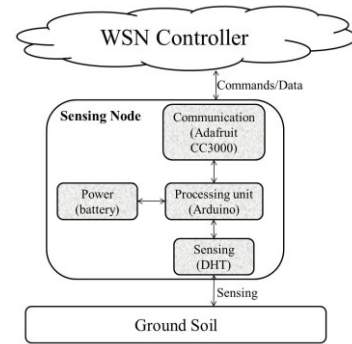 WSN Controller
Commands/Data
Sensing Node
Communication
(Adafruit
CC3000)
Power
(battery)
Processing unit
(Arduino)
Sensing
(DHT)
Sensing
Ground Soil